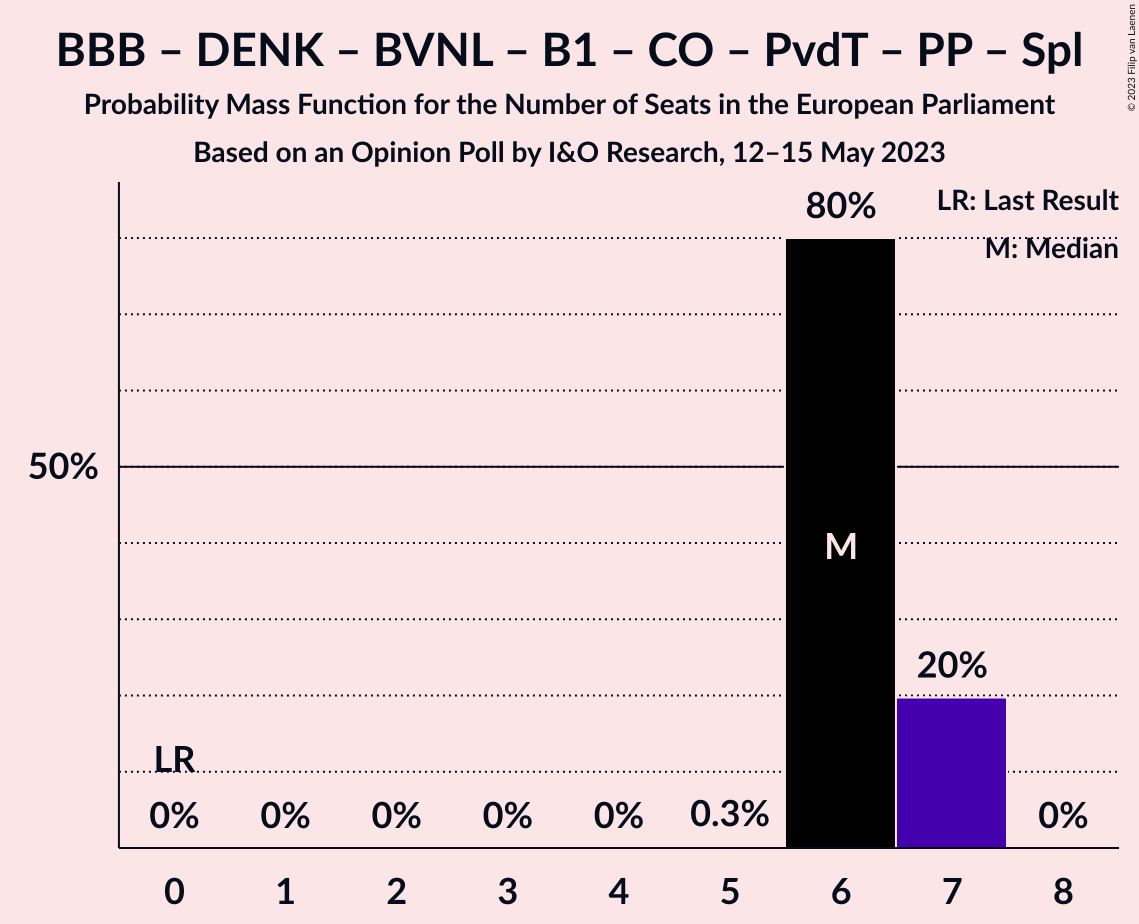 BBB – DENK – BVNL – B1 – CO – PvdT – PP – Spl
Probability Mass Function for the Number of Seats in the European Parliament
Based on an Opinion Poll by I&O Research, 12–15 May 2023
© 2023 Filip van Laenen
LR: Last Result
M: Median
80%
50%
M
20%
LR
0% 0% 0% 0% 0% 0.3% 0%
0 1 2 3 4 5 6 7 8